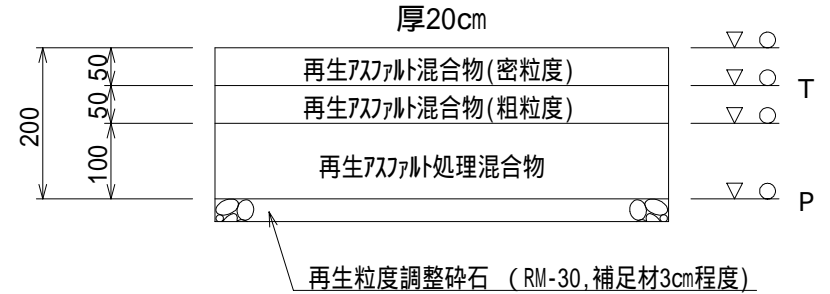 厚20cm
再生ｱｽﾌｧﾙﾄ混合物(密粒度)
再生ｱｽﾌｧﾙﾄ混合物(粗粒度)
再生ｱｽﾌｧﾙﾄ処理混合物
200
50
50
100
T
P
再生粒度調整砕石 (RM-30,補足材3cm程度)